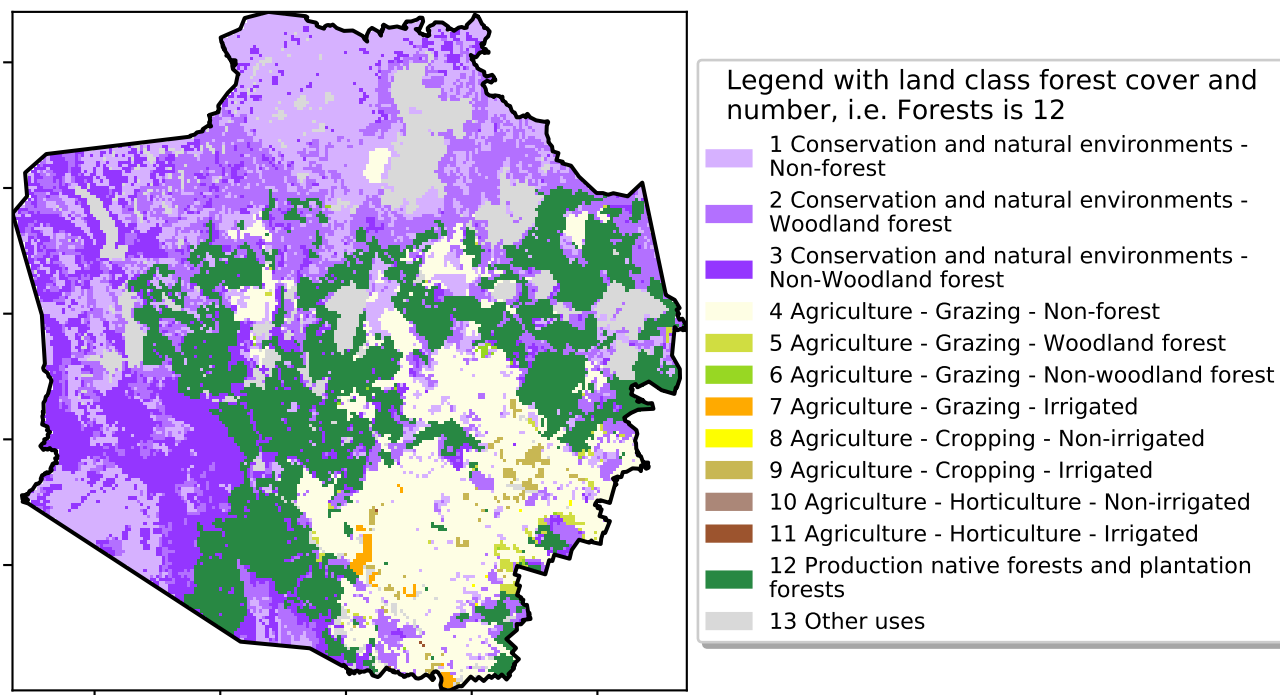 Legend with land class forest cover and
number, i.e. Forests is 12
1 Conservation and natural environments -
Non-forest
2 Conservation and natural environments -
Woodland forest
3 Conservation and natural environments -
Non-Woodland forest
4 Agriculture - Grazing - Non-forest
5 Agriculture - Grazing - Woodland forest
6 Agriculture - Grazing - Non-woodland forest
7 Agriculture - Grazing - Irrigated
8 Agriculture - Cropping - Non-irrigated
9 Agriculture - Cropping - Irrigated
10 Agriculture - Horticulture - Non-irrigated
11 Agriculture - Horticulture - Irrigated
12 Production native forests and plantation
forests
13 Other uses